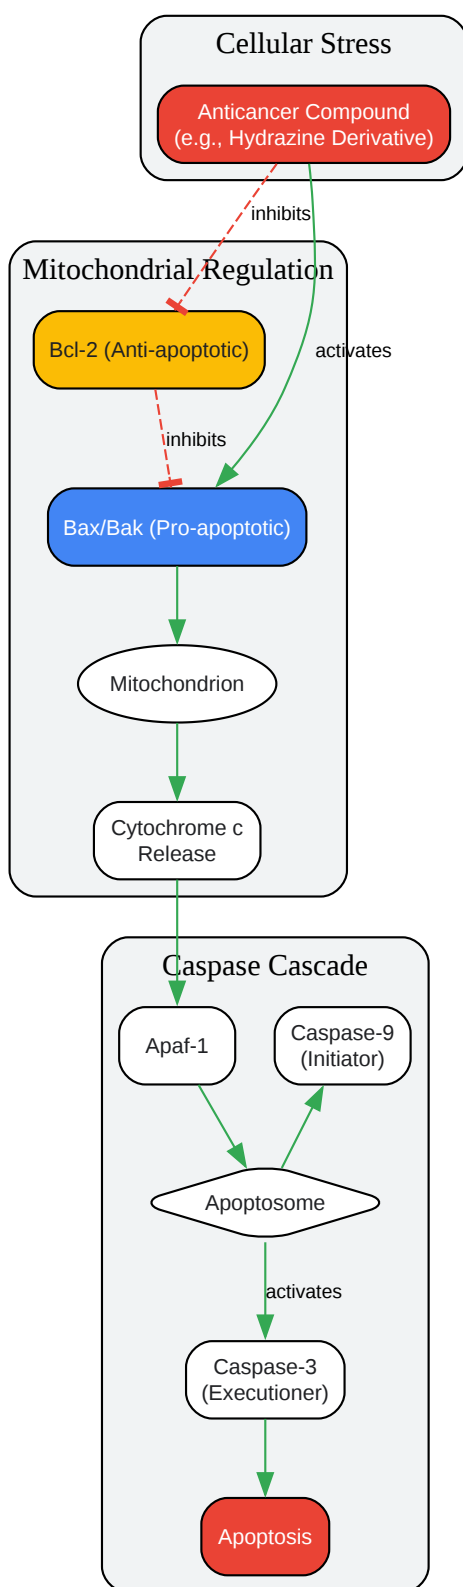 Cellular Stress
Anticancer Compound
(e.g., Hydrazine Derivative)
inhibits
Mitochondrial Regulation
Bcl-2 (Anti-apoptotic)
activates
inhibits
Bax/Bak (Pro-apoptotic)
Mitochondrion
Cytochrome c
Release
Caspase Cascade
Apaf-1
Caspase-9
(Initiator)
Apoptosome
activates
Caspase-3
(Executioner)
Apoptosis